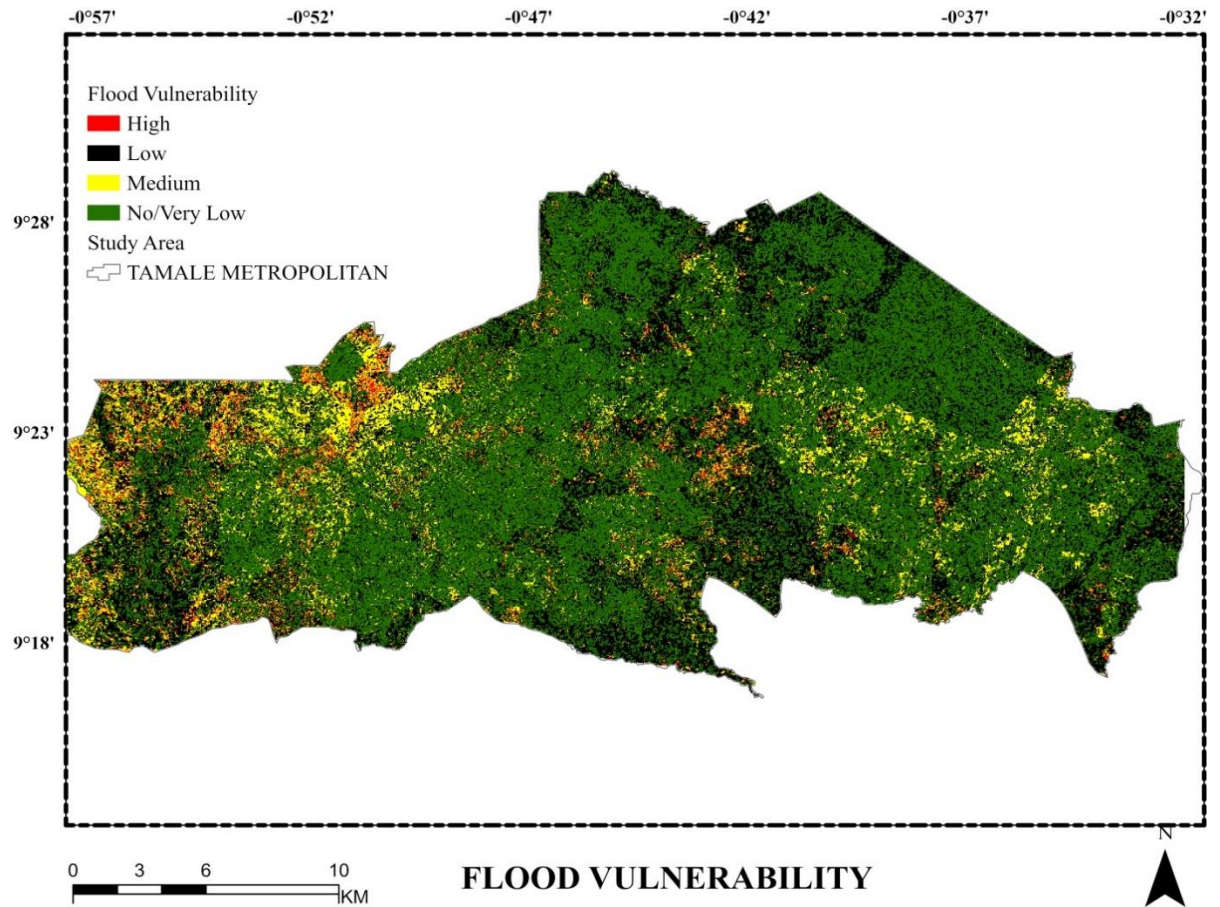 -0°57' -0°52' -0°47' -0°42' -0°37' -0°32'
Flood Vulnerability
High
Low
Medium
No/Very Low
Study Area
TAMALE METROPOLITAN
9°28'
9°23'
9°18'
N
0 3 6 10
KM
FLOOD VULNERABILITY